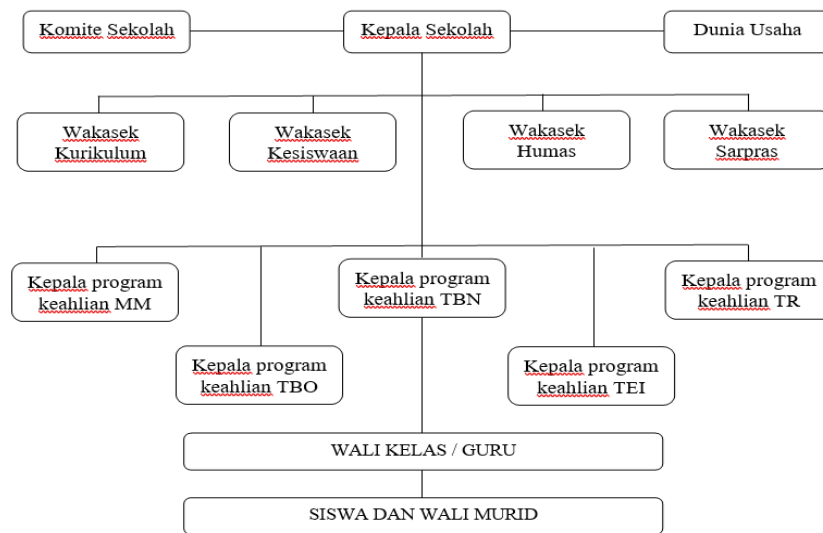 Komite Sekolah
Kepala Sekolah
Dunia Usaha
Wakasek
Kurikulum
Wakasek
Kesiswaan
Wakasek
Humas
Wakasek
Sarpras
Kepala program
keahlian MM
Kepala program
keahlian TBN
Kepala program
keahlian TR
Kepala program
keahlian TBO
Kepala program
keahlian TEI
WALI KELAS / GURU
SISWA DAN WALI MURID